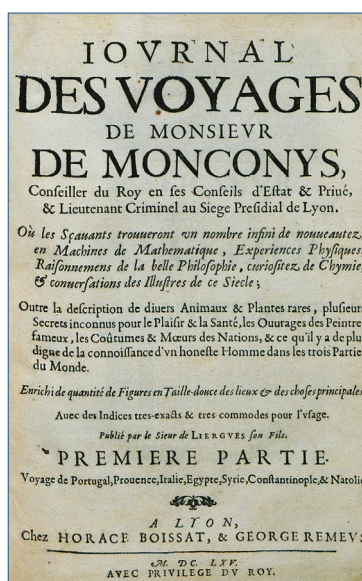 IOVRNAL
DES VOYAGES
DE MONSIEVR
DE MONCONYS,
Conſeiller du Roy en ſes Conſeils d'Eſtat & Priué,
& Lieutenant Criminel au Siege Preſidial de Lyon.
Où les Sçauants trouueront vn nombre infini de nouueautez,
en Machines de Mathematique, Experiences Phyſiques,
Raiſonnemens de la belle Philoſophie, curioſitez de Chymie,
& conuerſations des Illuſtres de ce Siecle;
Outre la deſcription de diuers Animaux & Plantes rares, pluſieurs
Secrets inconnus pour le Plaiſir & la Santé, les Ouurages des Peintre
fameux, les Coûtumes & Mœurs des Nations, & ce qu'il y a de plu
digne de la connoiſſance d'vn honeſte Homme dans les trois Partie
du Monde.
Enrichi de quantité de Figures en Taille-douce des lieux & des choſes principales
Auec des Indices tres-exacts & tres commodes pour l'vſage.
Publié par le Sieur de LIERGVES ſon Fils.
PREMIERE PARTIE.
Voyage de Portugal, Prouence, Italie, Egypte, Syrie, Conſtantinople, & Natolie
A LYON,
Chez HORACE BOISSAT, & GEORGE REMEVS
M. DC. LXV.
AVEC PRIVILEGE DV ROY.